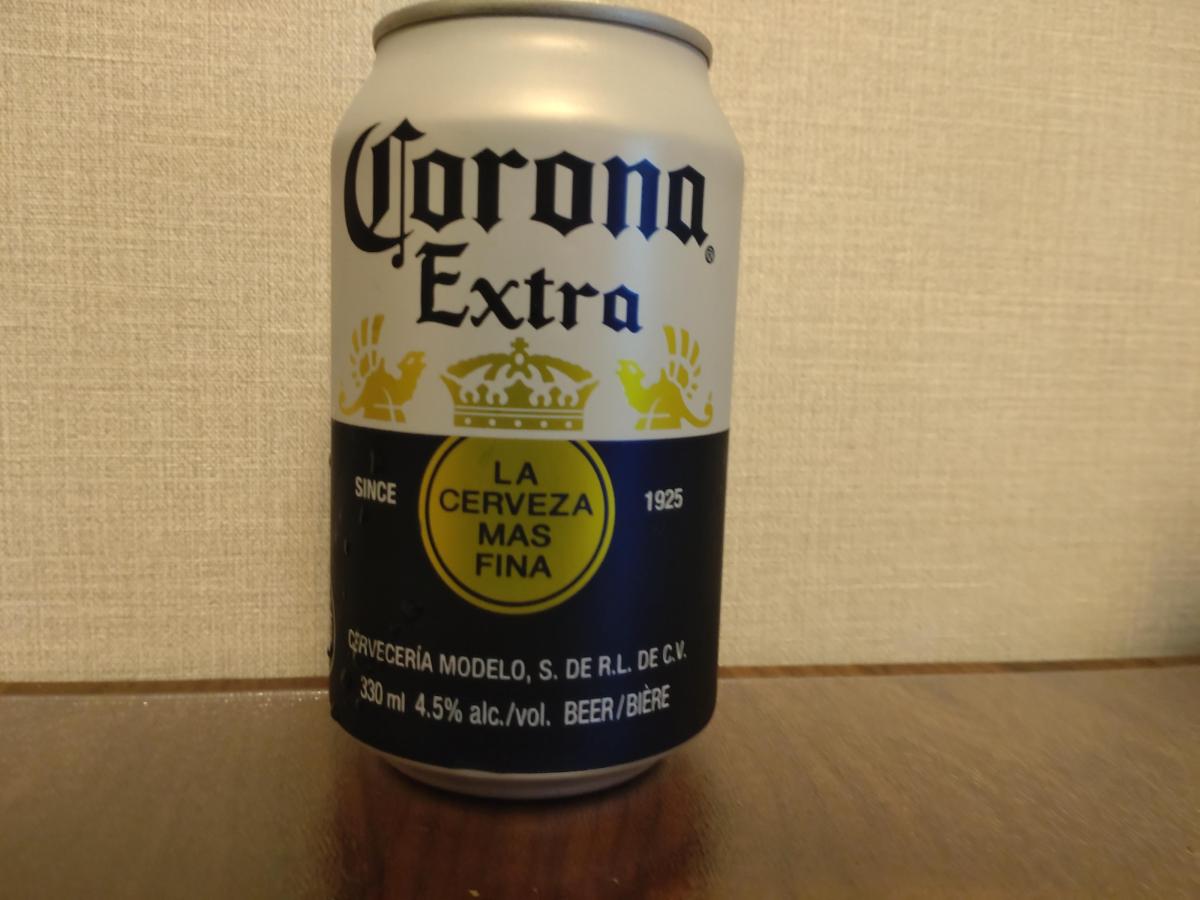 Corona®
Extra
SINCE
LA
CERVEZA
MAS
FINA
1925
CERVECERÍA MODELO, S. DE R.L. DE C.V.
330 ml 4.5% alc./vol. BEER/BIÈRE